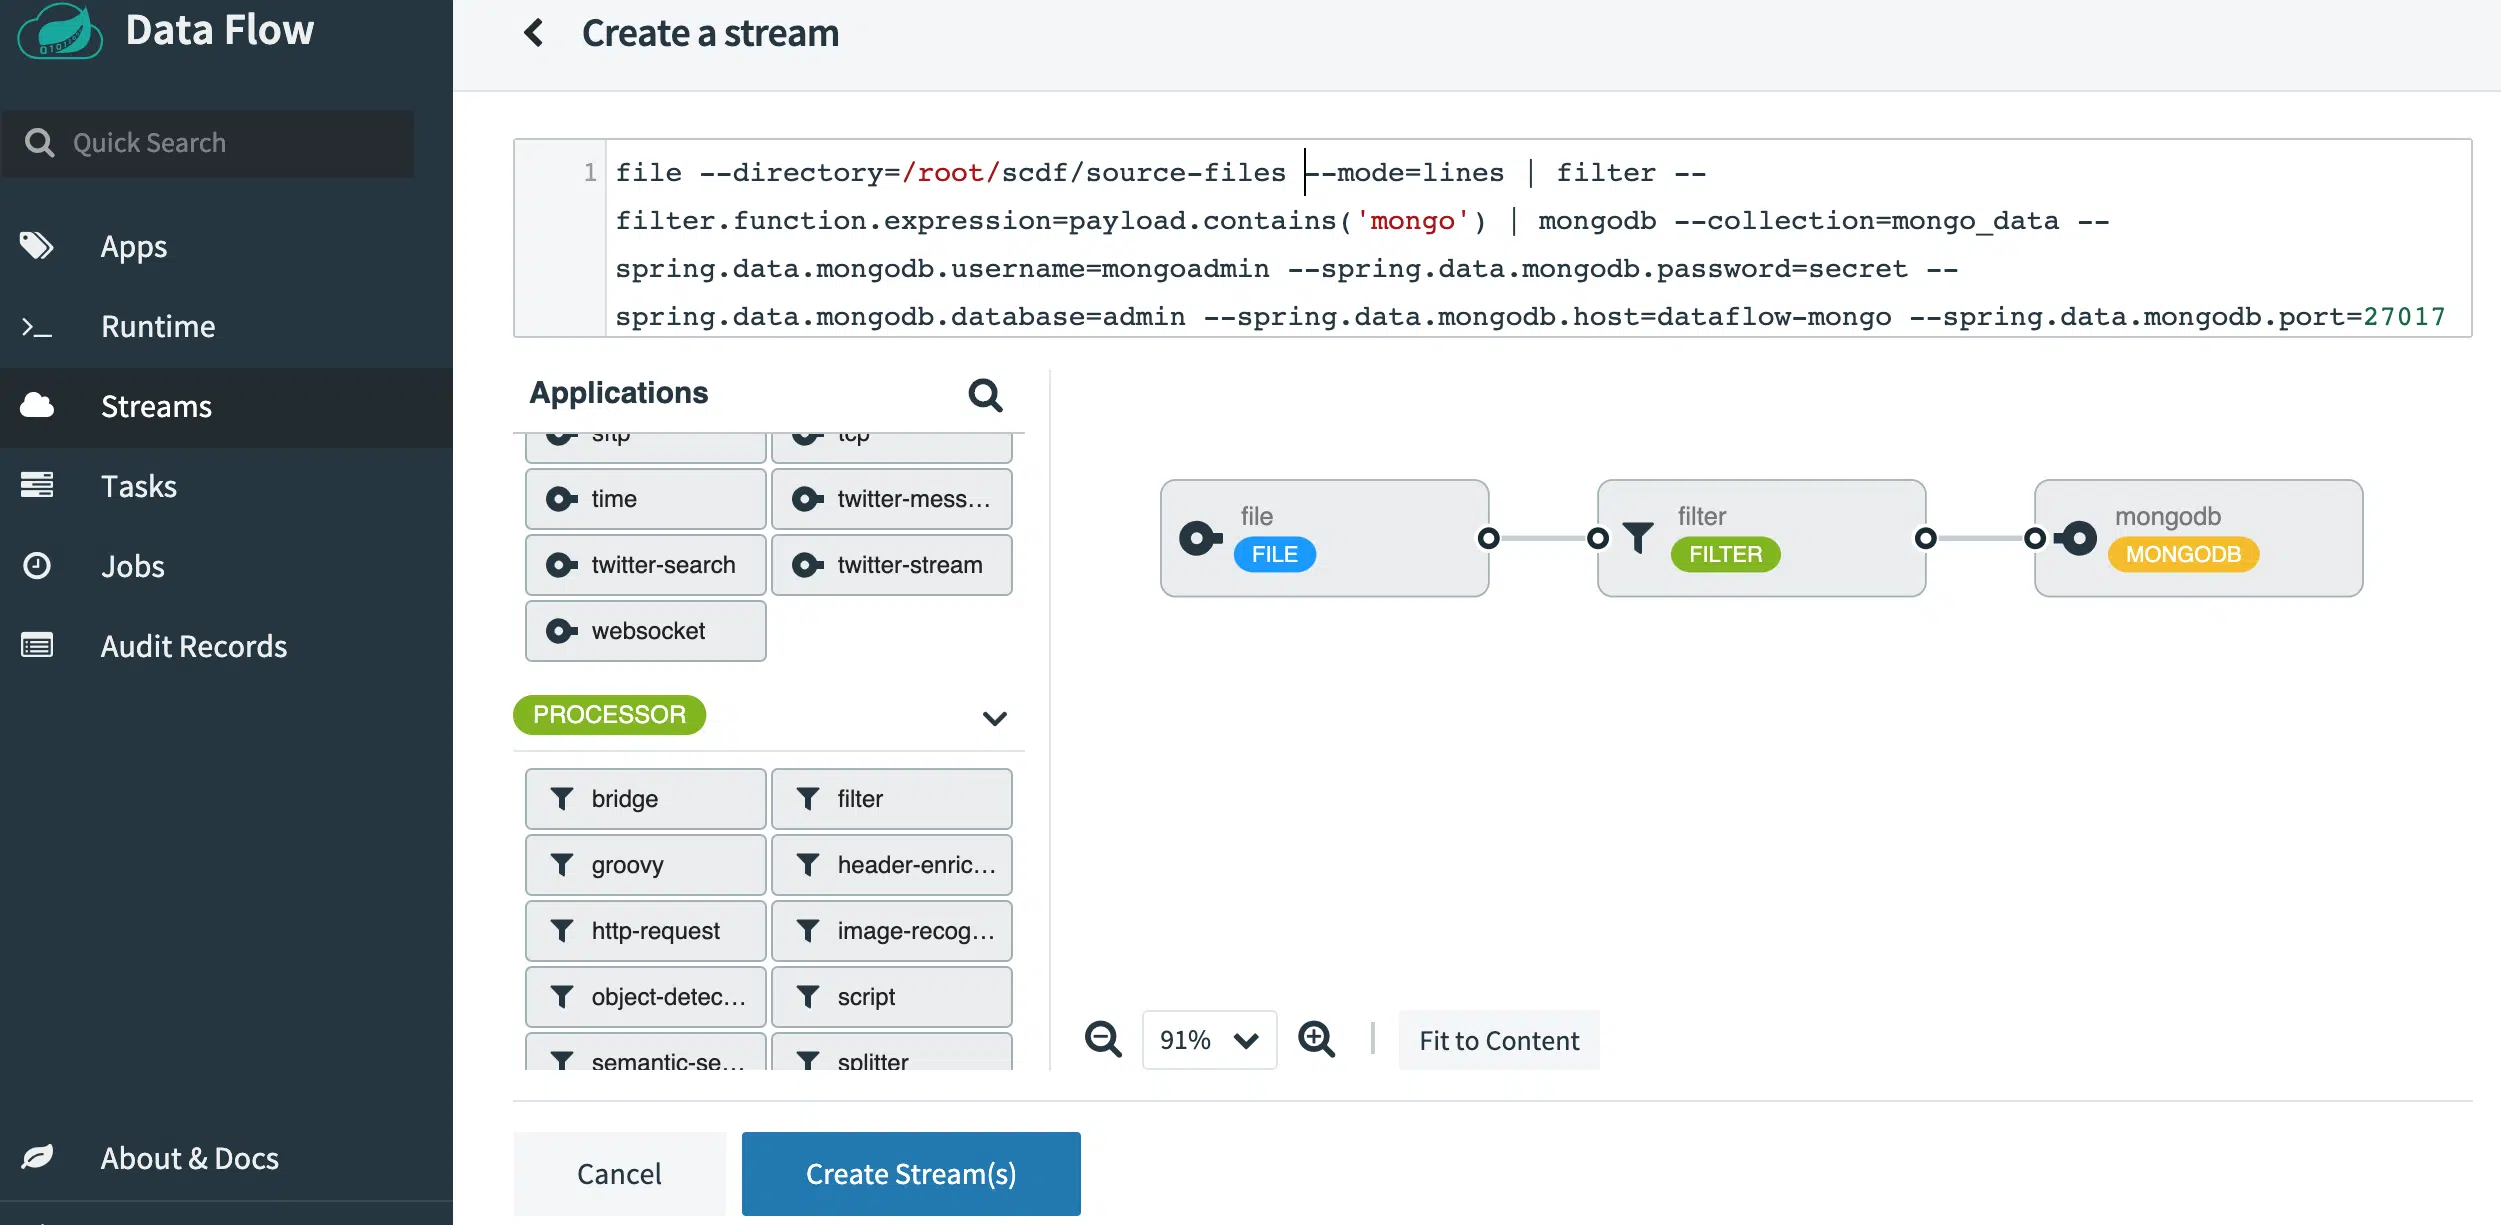 Data Flow
Quick Search
Apps
Runtime
Streams
Tasks
Jobs
Audit Records
About & Docs
Create a stream
1
file --directory=/root/scdf/source-files --mode=lines | filter --
filter.function.expression=payload.contains('mongo') | mongodb --collection=mongo_data --
spring.data.mongodb.username=mongoadmin --spring.data.mongodb.password=secret --
spring.data.mongodb.database=admin --spring.data.mongodb.host=dataflow-mongo --spring.data.mongodb.port=27017
Applications
sftp tcp
time twitter-mess...
twitter-search twitter-stream
websocket
PROCESSOR
bridge filter
groovy header-enric...
http-request image-recog...
object-detec... script
semantic-se... splitter
file
FILE
filter
FILTER
mongodb
MONGODB
91%
Fit to Content
Cancel
Create Stream(s)